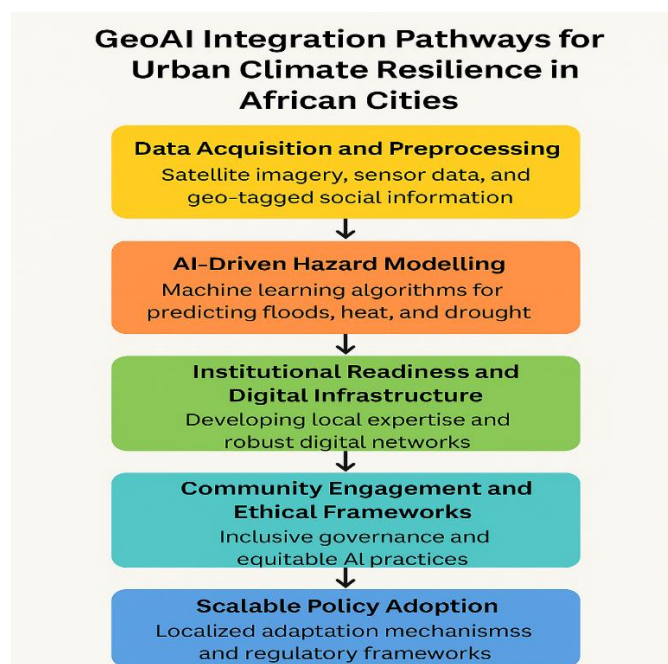 GeoAI Integration Pathways for
Urban Climate Resilience in
African Cities
Data Acquisition and Preprocessing
Satellite imagery, sensor data, and
geo-tagged social information
AI-Driven Hazard Modelling
Machine learning algorithms for
predicting floods, heat, and drought
Institutional Readiness and
Digital Infrastructure
Developing local expertise and
robust digital networks
Community Engagement and
Ethical Frameworks
Inclusive governance and
equitable AI practices
Scalable Policy Adoption
Localized adaptation mechanismss
and regulatory frameworks